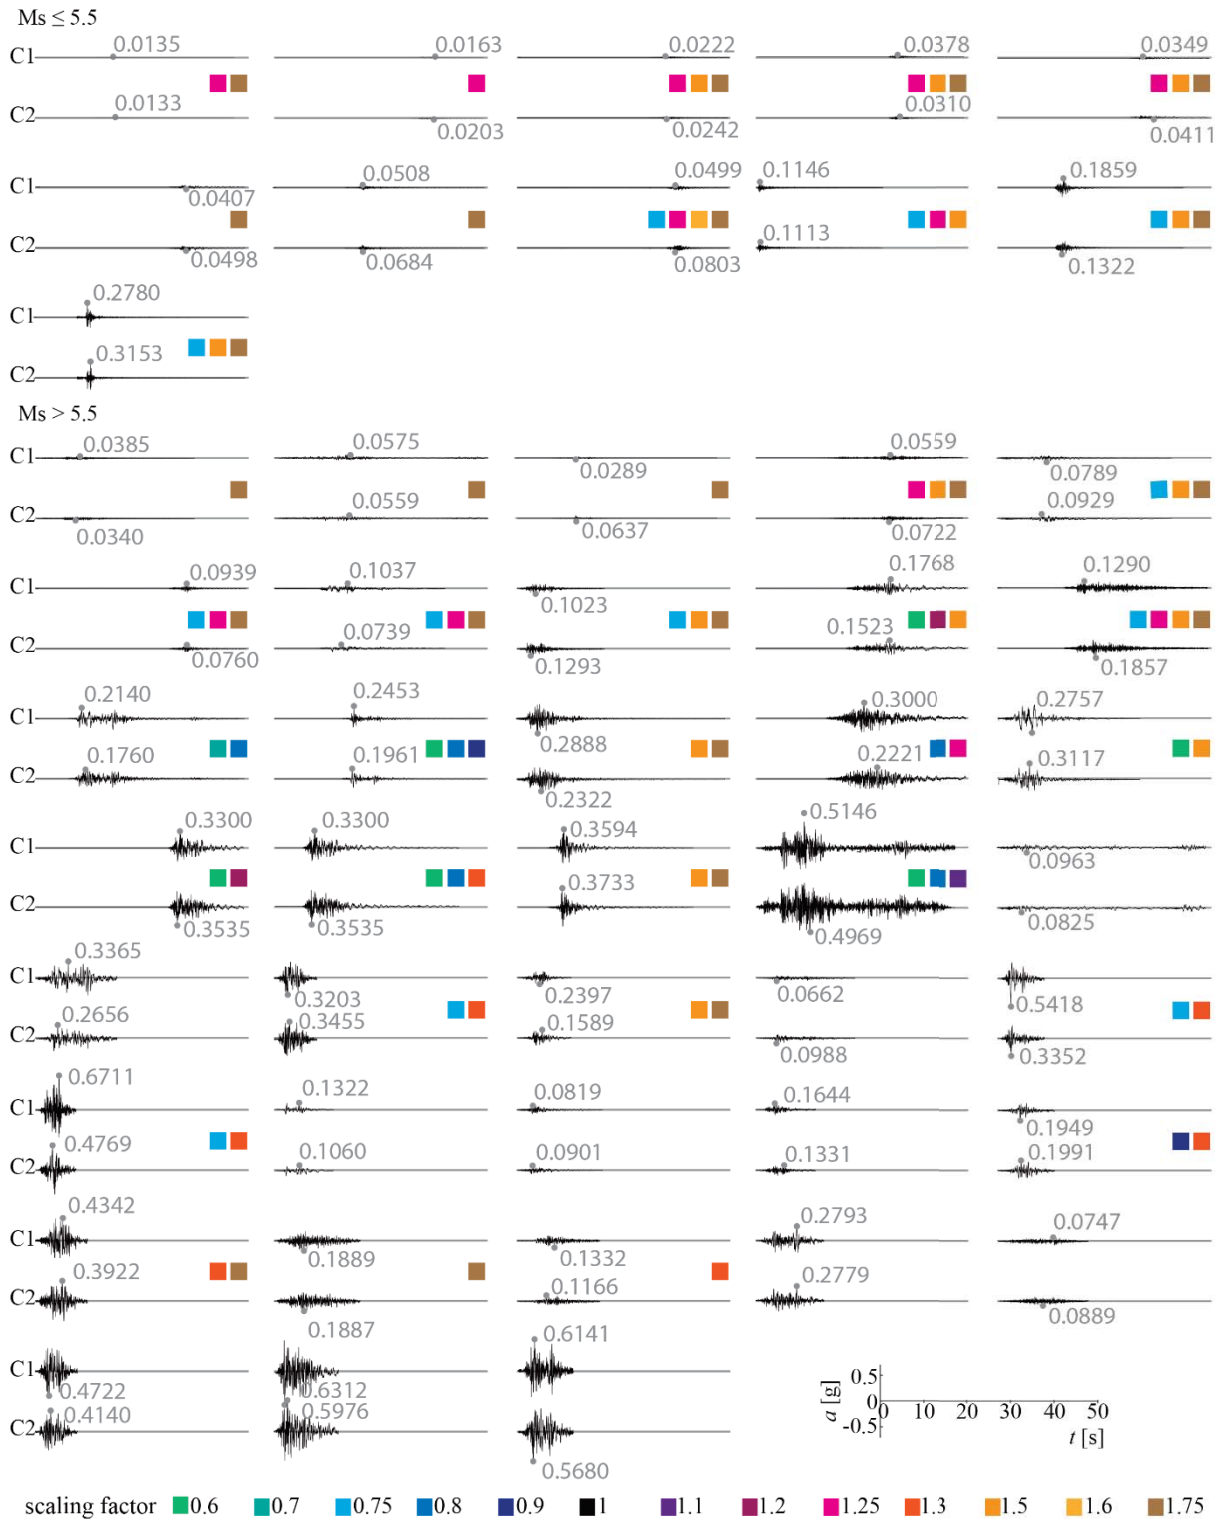 Ms ≤ 5.5
C1 0.0135 0.0163 0.0222 0.0378 0.0349
C2 0.0133 0.0203 0.0242 0.0310 0.0411
C1 0.0407 0.0508 0.0499 0.1146 0.1859
C2 0.0498 0.0684 0.0803 0.1113 0.1322
C1 0.2780
C2 0.3153
Ms > 5.5
C1 0.0385 0.0575 0.0289 0.0559 0.0789
C2 0.0340 0.0559 0.0637 0.0722 0.0929
C1 0.0939 0.1037 0.1023 0.1768 0.1290
C2 0.0760 0.0739 0.1293 0.1523 0.1857
C1 0.2140 0.2453 0.2888 0.3000 0.2757
C2 0.1760 0.1961 0.2322 0.2221 0.3117
C1 0.3300 0.3300 0.3594 0.5146 0.0963
C2 0.3535 0.3535 0.3733 0.4969 0.0825
C1 0.3365 0.3203 0.2397 0.0662 0.5418
C2 0.2656 0.3455 0.1589 0.0988 0.3352
C1 0.6711 0.1322 0.0819 0.1644 0.1949
C2 0.4769 0.1060 0.0901 0.1331 0.1991
C1 0.4342 0.1889 0.1332 0.2793 0.0747
C2 0.3922 0.1887 0.1166 0.2779 0.0889
C1 0.4722 0.6312 0.6141
C2 0.4140 0.5976 0.5680
a [g]
0.5
0
-0.5
0 10 20 30 40 50
t [s]
scaling factor 0.6 0.7 0.75 0.8 0.9 1 1.1 1.2 1.25 1.3 1.5 1.6 1.75